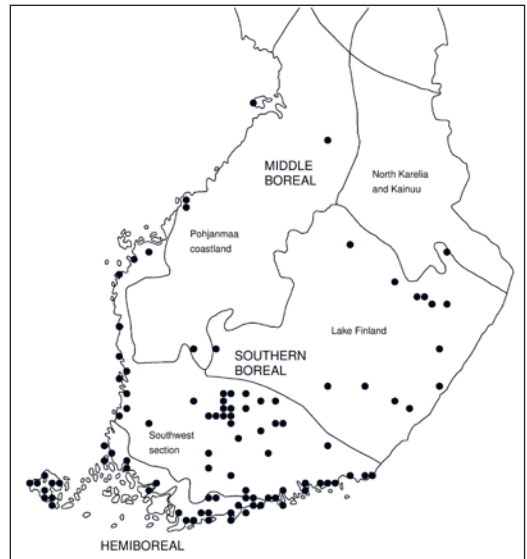 MIDDLE
BOREAL
North Karelia
and Kainuu
Pohjanmaa
coastland
Lake Finland
SOUTHERN
BOREAL
Southwest
section
HEMIBOREAL